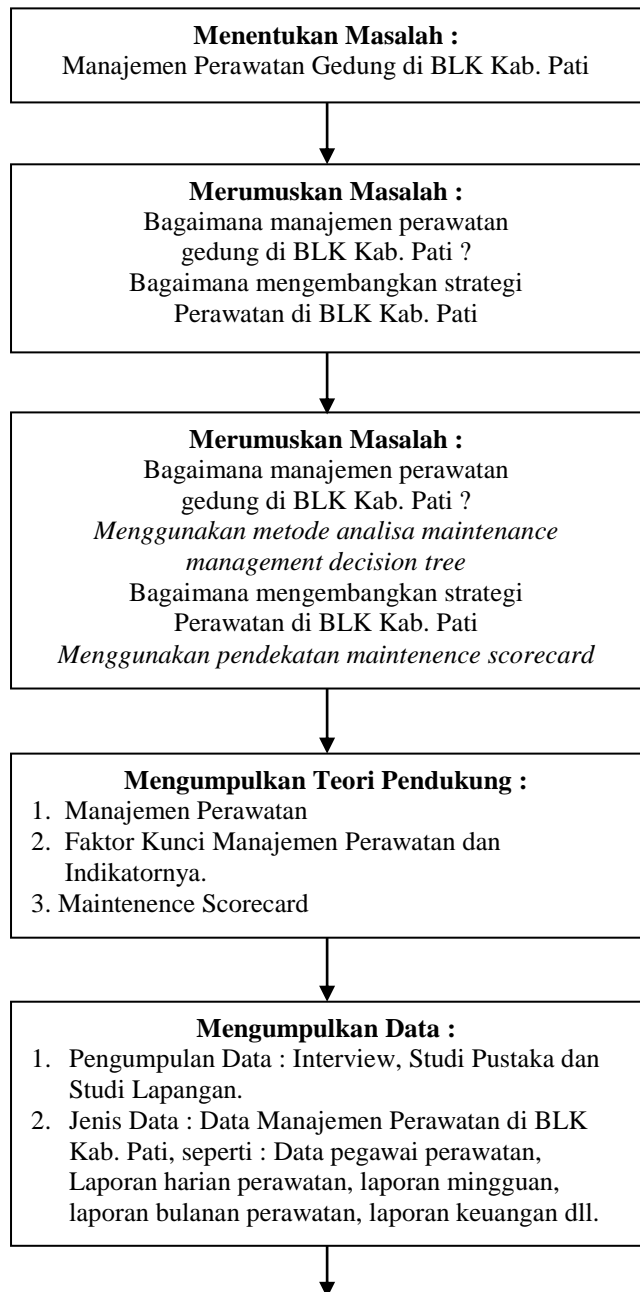 Menentukan Masalah :
Manajemen Perawatan Gedung di BLK Kab. Pati
Merumuskan Masalah :
Bagaimana manajemen perawatan
gedung di BLK Kab. Pati ?
Bagaimana mengembangkan strategi
Perawatan di BLK Kab. Pati
Merumuskan Masalah :
Bagaimana manajemen perawatan
gedung di BLK Kab. Pati ?
Menggunakan metode analisa maintenance
management decision tree
Bagaimana mengembangkan strategi
Perawatan di BLK Kab. Pati
Menggunakan pendekatan maintenence scorecard
Mengumpulkan Teori Pendukung :
1. Manajemen Perawatan
2. Faktor Kunci Manajemen Perawatan dan
Indikatornya.
3. Maintenence Scorecard
Mengumpulkan Data :
1. Pengumpulan Data : Interview, Studi Pustaka dan
Studi Lapangan.
2. Jenis Data : Data Manajemen Perawatan di BLK
Kab. Pati, seperti : Data pegawai perawatan,
Laporan harian perawatan, laporan mingguan,
laporan bulanan perawatan, laporan keuangan dll.